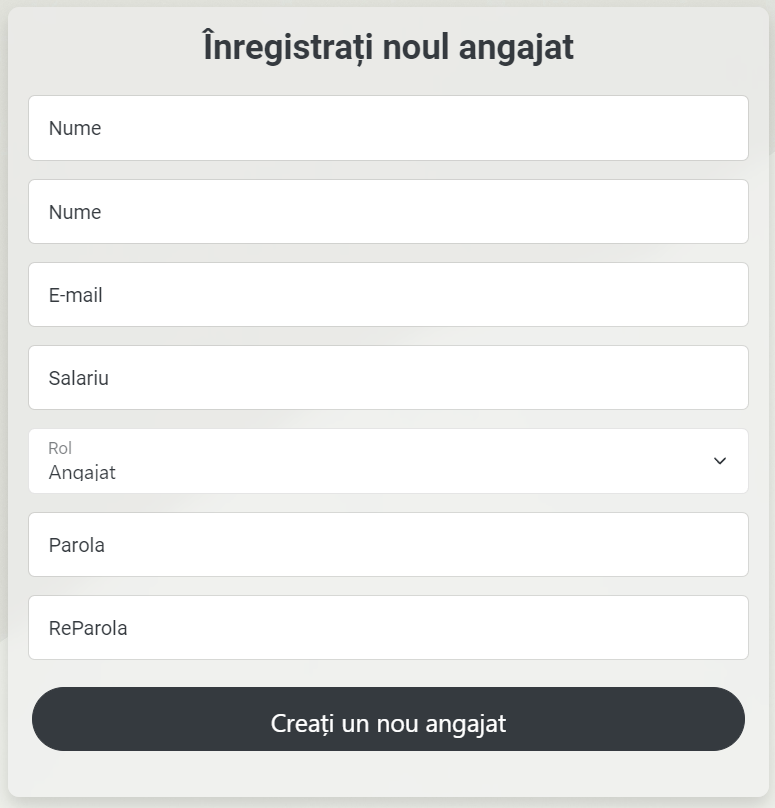 Înregistrați noul angajat
Nume
Nume
E-mail
Salariu
Rol
Angajat
Parola
ReParola
Creați un nou angajat